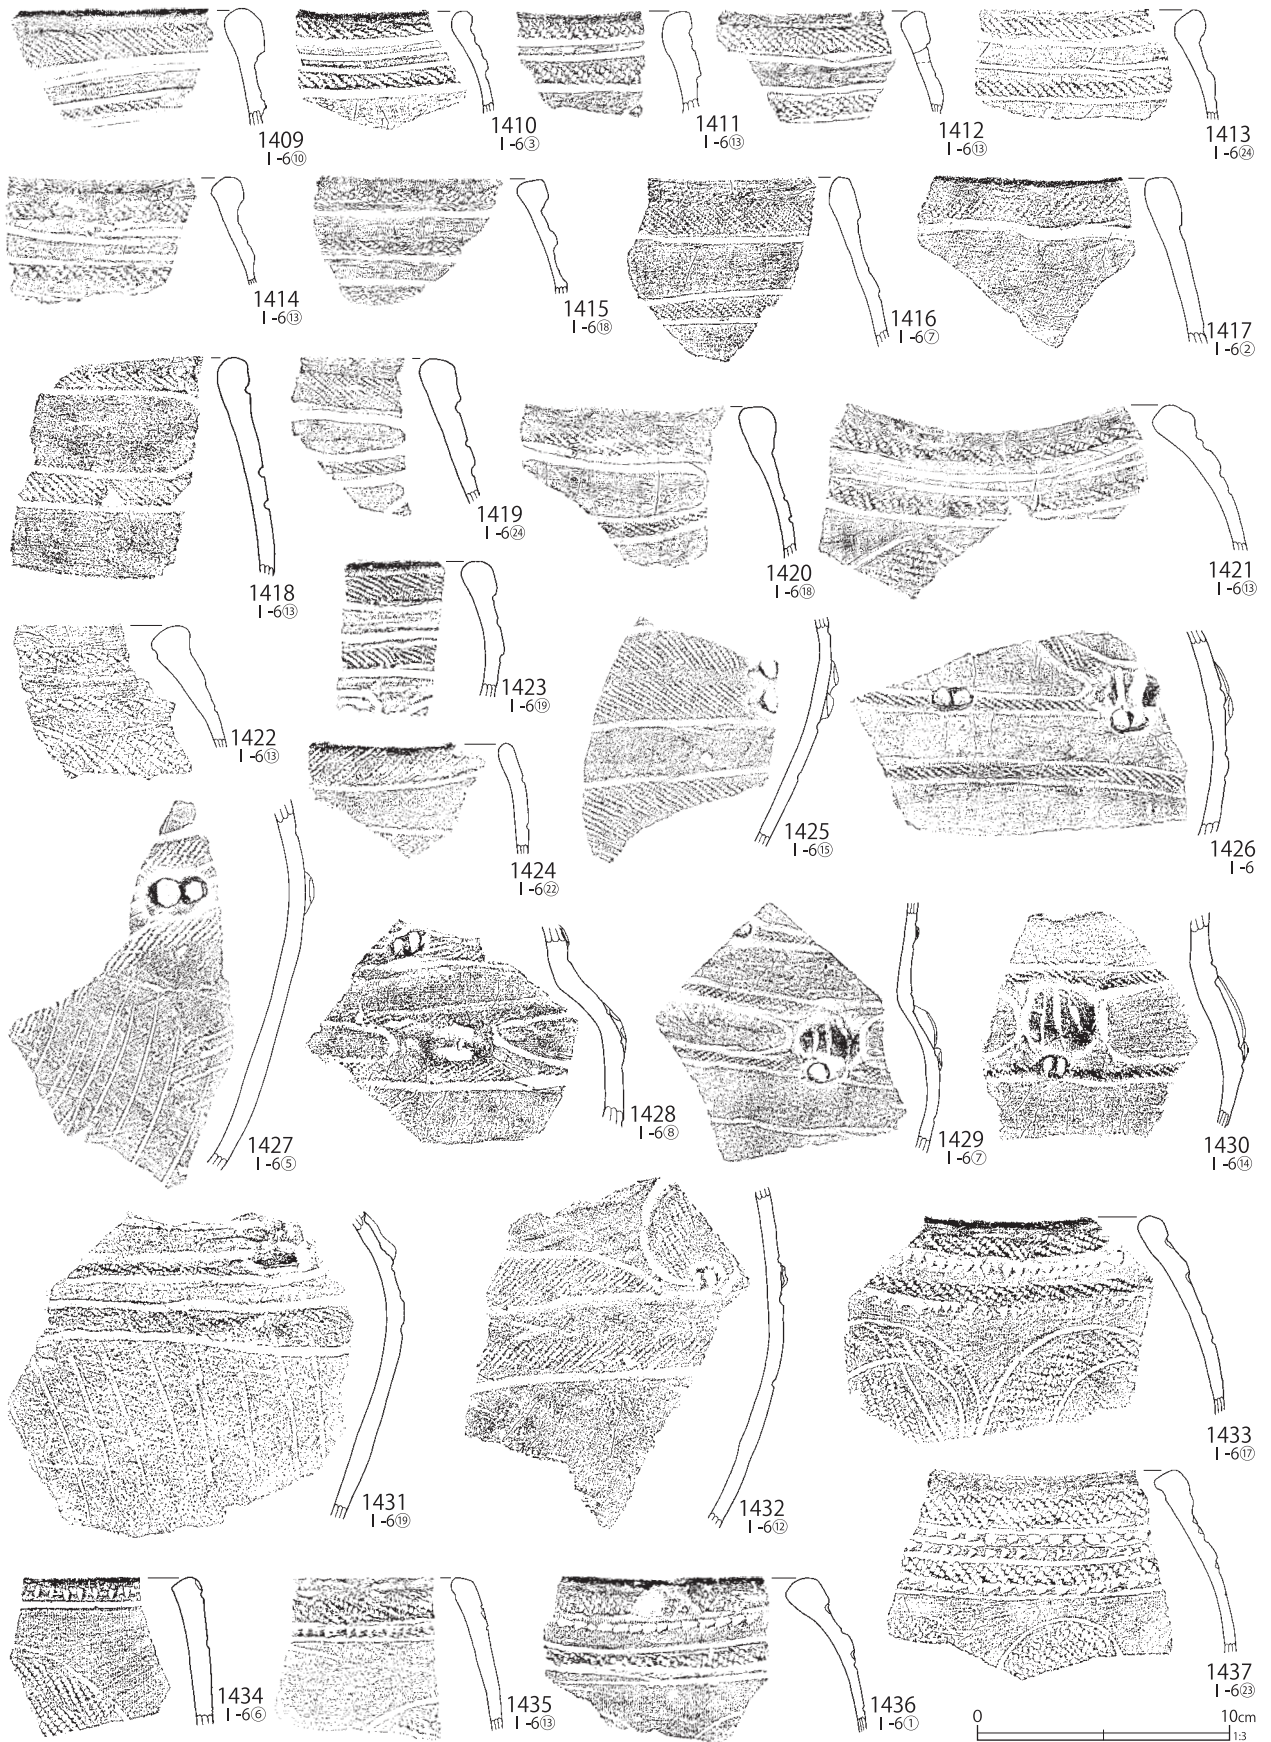 1409
I -6⑩
1410
I -6③
1411
I -6⑬
1412
I -6⑬
1413
I -6㉔
1414
I -6⑬
1415
I -6⑱
1416
I -6⑦
1417
I -6②
1418
I -6⑬
1419
I -6㉔
1420
I -6⑱
1421
I -6⑬
1422
I -6⑬
1423
I -6⑲
1424
I -6㉒
1425
I -6⑮
1426
I -6
1427
I -6⑤
1428
I -6⑧
1429
I -6⑦
1430
I -6⑭
1431
I -6⑲
1432
I -6⑫
1433
I -6⑰
1434
I -6⑥
1435
I -6⑬
1436
I -6①
1437
I -6㉓
0 10cm
1:3